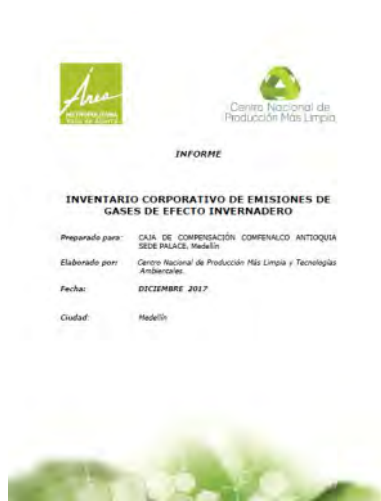 Área
METROPOLITANA
Valle de Aburrá
Centro Nacional de
Producción Más Limpia
INFORME
INVENTARIO CORPORATIVO DE EMISIONES DE
GASES DE EFECTO INVERNADERO
Preparado para: CAJA DE COMPENSACIÓN COMFENALCO ANTIOQUIA
SEDE PALACE, Medellín
Elaborado por: Centro Nacional de Producción Más Limpia y Tecnologías
Ambientales.
Fecha: DICIEMBRE 2017
Ciudad: Medellín